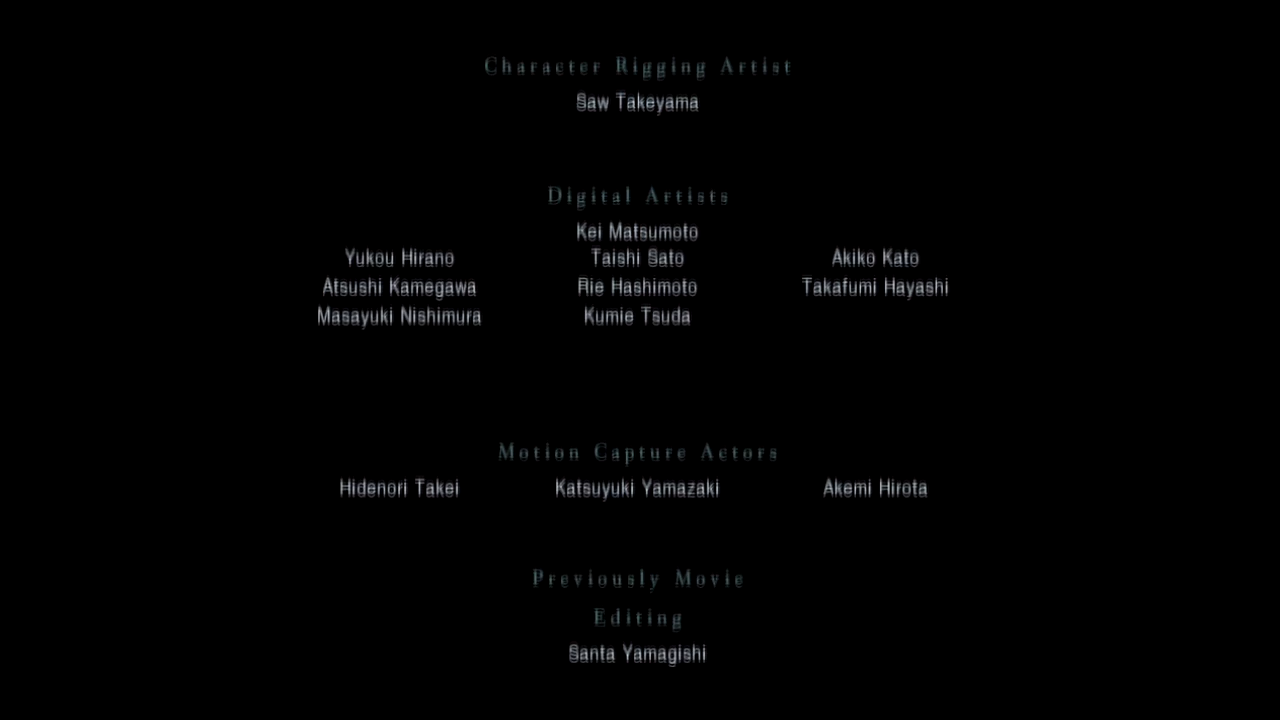 Character Rigging Artist
Saw Takeyama
Digital Artists
Kei Matsumoto
Yukou Hirano Taishi Sato Akiko Kato
Atsushi Kamegawa Rie Hashimoto Takafumi Hayashi
Masayuki Nishimura Kumie Tsuda
Motion Capture Actors
Hidenori Takei Katsuyuki Yamazaki Akemi Hirota
Previously Movie
Editing
Santa Yamagishi